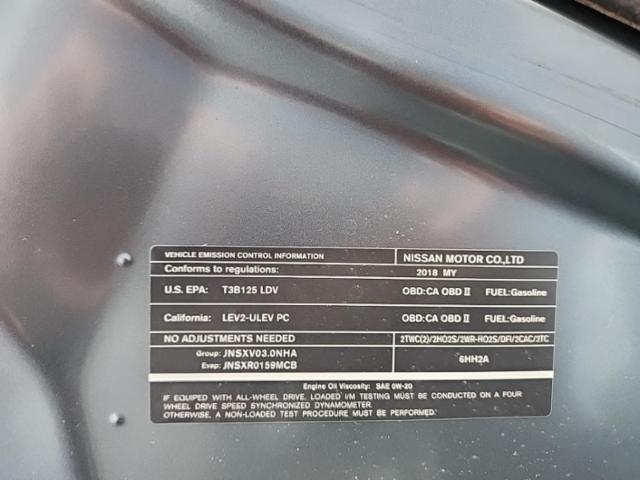 VEHICLE EMISSION CONTROL INFORMATION NISSAN MOTOR CO.,LTD
Conforms to regulations: 2018 MY
U.S. EPA: T3B125 LDV OBD:CA OBD II FUEL:Gasoline
California: LEV2-ULEV PC OBD:CA OBD II FUEL:Gasoline
NO ADJUSTMENTS NEEDED 2TWC(2)/2HO2S/2WR-HO2S/DFI/2CAC/2TC
Group: JNSXV03.0NHA
Evap: JNSXR0159MCB 6HH2A
Engine Oil Viscosity: SAE 0W-20
IF EQUIPPED WITH ALL-WHEEL DRIVE, LOADED I/M TESTING MUST BE CONDUCTED ON A FOUR
WHEEL DRIVE SPEED SYNCHRONIZED DYNAMOMETER.
OTHERWISE, A NON-LOADED TEST PROCEDURE MUST BE PERFORMED.